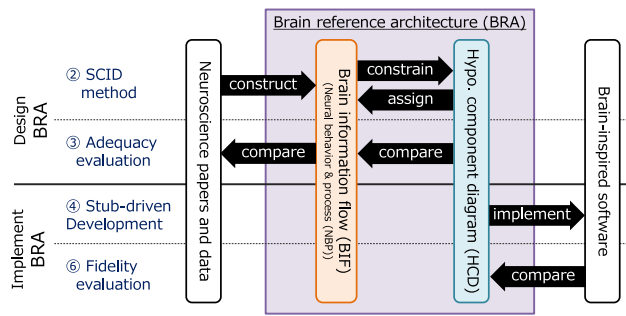 Brain reference architecture (BRA)
Design
BRA
② SCID
method
③ Adequacy
evaluation
Implement
BRA
④ Stub-driven
Development
⑥ Fidelity
evaluation
Neuroscience papers and data
construct
compare
Brain information flow (BIF)
(Neural behavior & process (NBP))
constrain
assign
compare
Hypo. component diagram (HCD)
implement
compare
Brain-inspired software